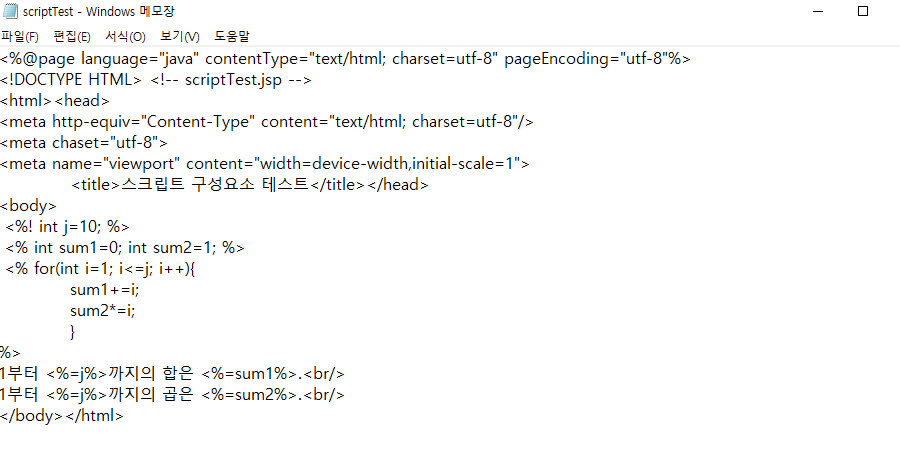 scriptTest - Windows 메모장
파일(F) 편집(E) 서식(O) 보기(V) 도움말
<%@page language="java" contentType="text/html; charset=utf-8" pageEncoding="utf-8"%>
<!DOCTYPE HTML> <!-- scriptTest.jsp -->
<html><head>
<meta http-equiv="Content-Type" content="text/html; charset=utf-8"/>
<meta chaset="utf-8">
<meta name="viewport" content="width=device-width,initial-scale=1">
<title>스크립트 구성요소 테스트</title></head>
<body>
<%! int j=10; %>
<% int sum1=0; int sum2=1; %>
<% for(int i=1; i<=j; i++){
sum1+=i;
sum2*=i;
}
%>
1부터 <%=j%>까지의 합은 <%=sum1%>.<br/>
1부터 <%=j%>까지의 곱은 <%=sum2%>.<br/>
</body></html>